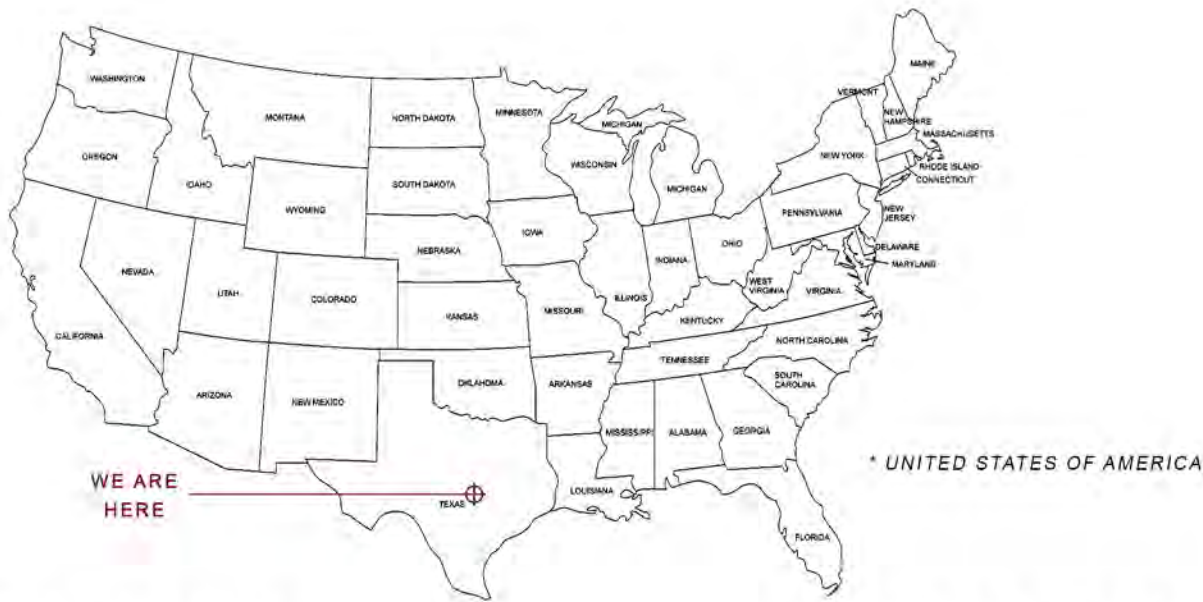 WASHINGTON
MONTANA
NORTH DAKOTA
MINNESOTA
MICHIGAN
MAINE
VERMONT
NEW
HAMPSHIRE
MASSACHUSETTS
OREGON
IDAHO
WYOMING
SOUTH DAKOTA
WISCONSIN
MICHIGAN
NEW YORK
RHODE ISLAND
CONNECTICUT
NEVADA
UTAH
COLORADO
NEBRASKA
IOWA
ILLINOIS
INDIANA
OHIO
PENNSYLVANIA
NEW
JERSEY
DELAWARE
MARYLAND
CALIFORNIA
KANSAS
MISSOURI
KENTUCKY
WEST
VIRGINIA
VIRGINIA
ARIZONA
NEW MEXICO
OKLAHOMA
ARKANSAS
TENNESSEE
NORTH CAROLINA
SOUTH
CAROLINA
MISSISSIPPI
ALABAMA
GEORGIA
TEXAS
LOUISIANA
FLORIDA
WE ARE
HERE
* UNITED STATES OF AMERICA